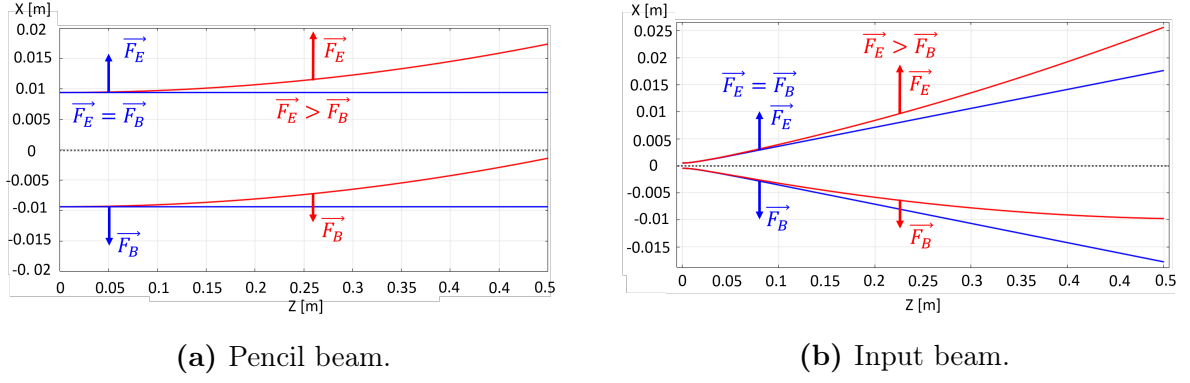 X [m]
0.02
0.015
0.01
0.005
0
-0.005
-0.01
-0.015
-0.02
0 0.05 0.1 0.15 0.2 0.25 0.3 0.35 0.4 0.45 0.5
Z [m]
F_E
F_E
F_E = F_B
F_E > F_B
F_B
F_B
(a) Pencil beam.
X [m]
0.025
0.02
0.015
0.01
0.005
0
-0.005
-0.01
-0.015
0 0.05 0.1 0.15 0.2 0.25 0.3 0.35 0.4 0.45 0.5
Z [m]
F_E > F_B
F_E
F_E = F_B
F_E
F_B
F_B
(b) Input beam.